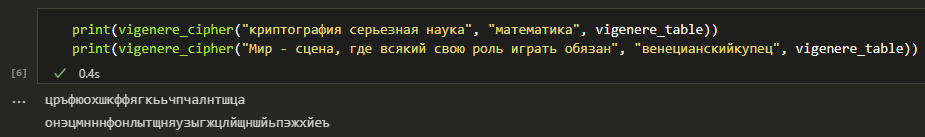 print(vigenere_cipher("криптография серьезная наука", "математика", vigenere_table))
print(vigenere_cipher("Мир - сцена, где всякий свою роль играть обязан", "венецианскийкупец", vigenere_table))
[6] ✓ 0.4s
... цръфюохшкффягкььчпчалнтшца
онэцмнннфонлытщняузыгжцлйщншйьпэжхйеъ